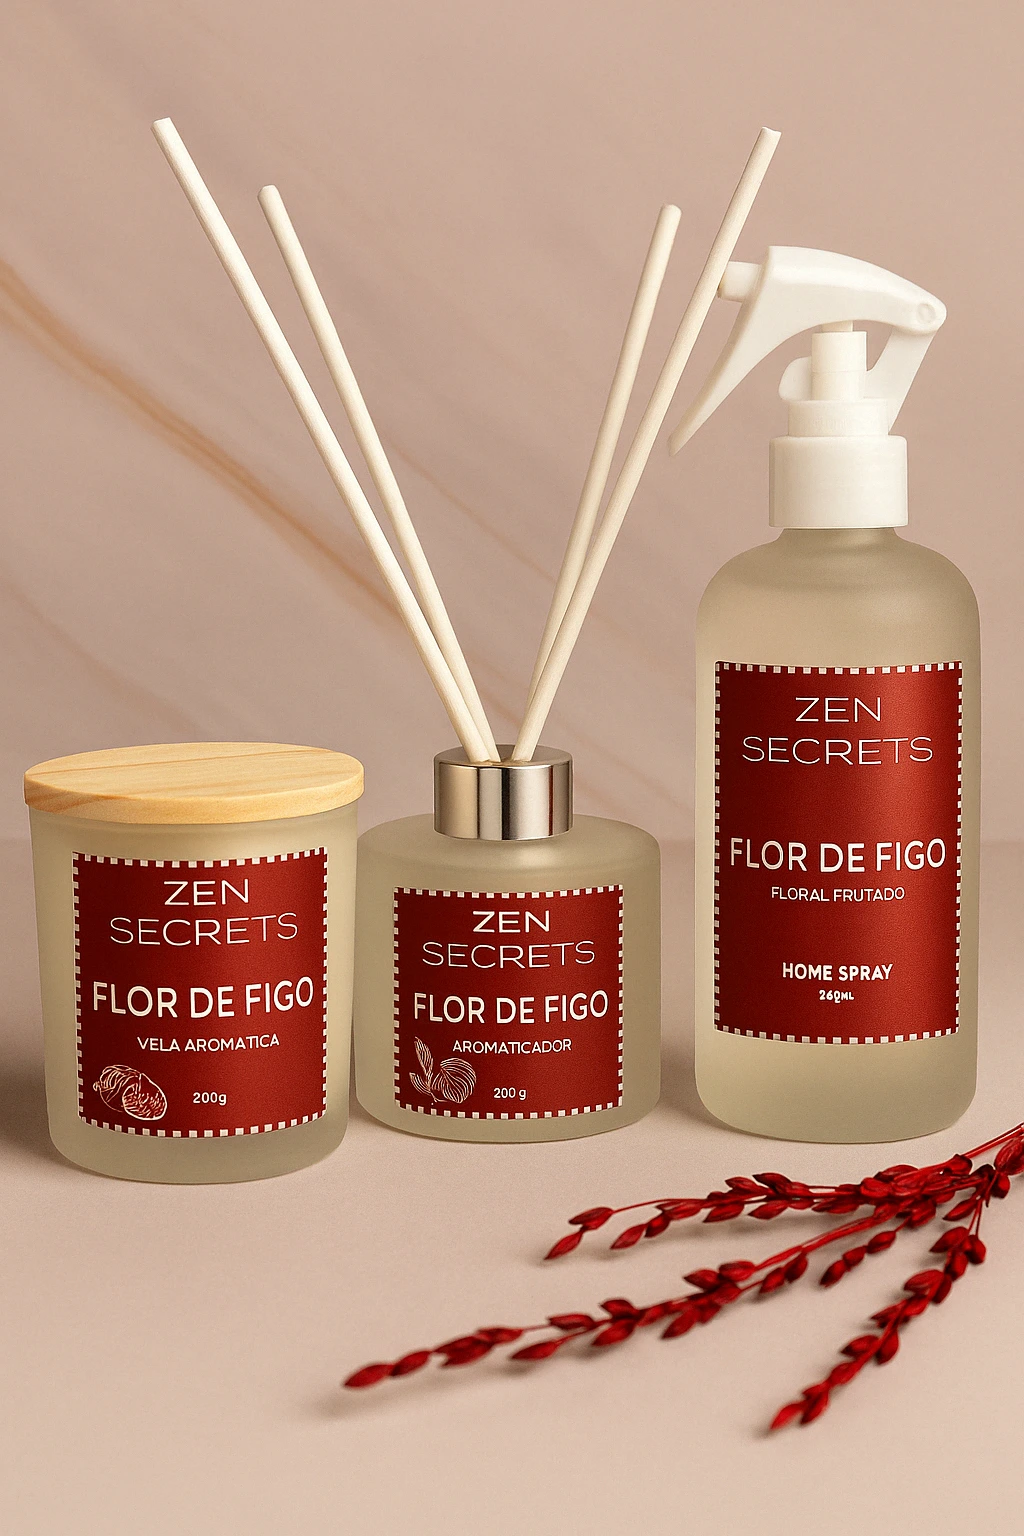 ZEN
SECRETS
FLOR DE FIGO
VELA AROMATICA
200g
ZEN
SECRETS
FLOR DE FIGO
AROMATICADOR
200 g
ZEN
SECRETS
FLOR DE FIGO
FLORAL FRUTADO
HOME SPRAY
260ML